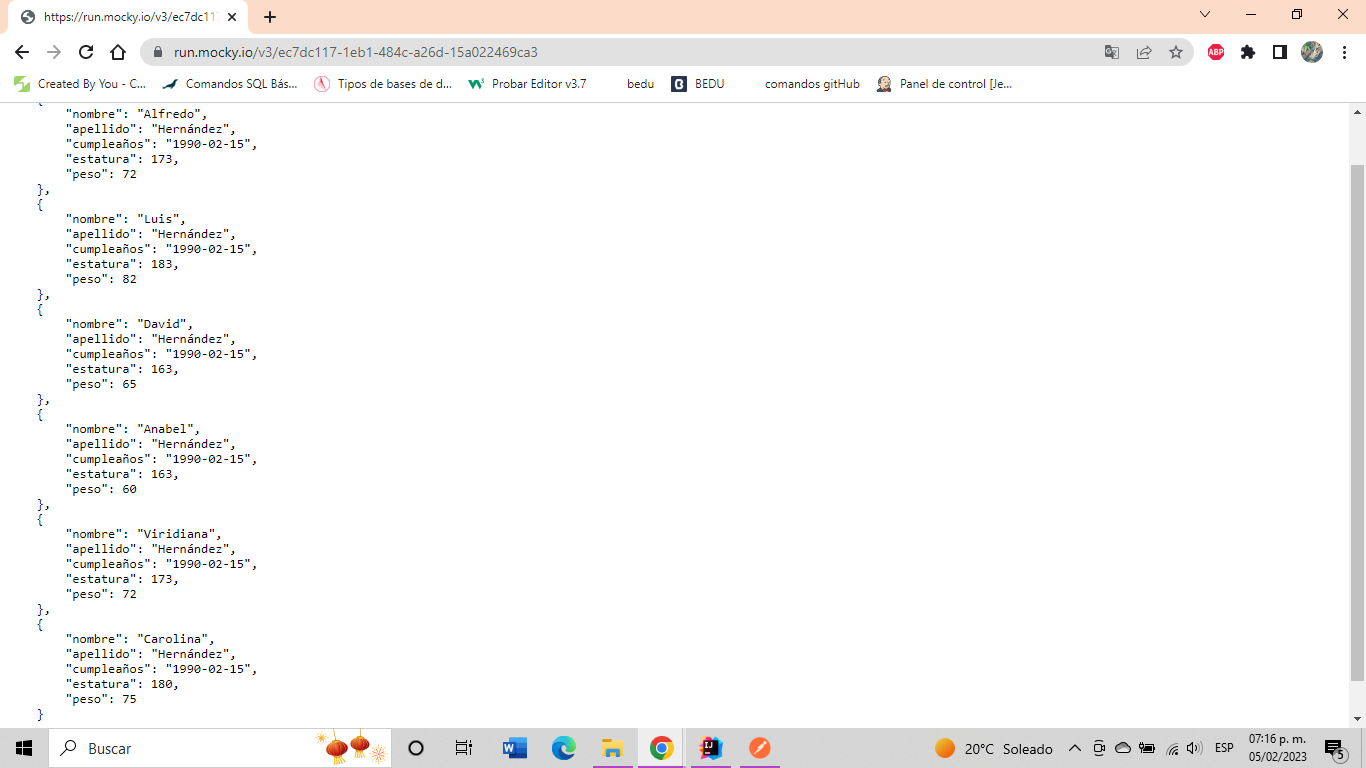 https://run.mocky.io/v3/ec7dc117
run.mocky.io/v3/ec7dc117-1eb1-484c-a26d-15a022469ca3
ABP
Created By You - C... Comandos SQL Bás... Tipos de bases de d... Probar Editor v3.7 bedu BEDU comandos gitHub Panel de control [Je...
{
"nombre": "Alfredo",
"apellido": "Hernández",
"cumpleaños": "1990-02-15",
"estatura": 173,
"peso": 72
},
{
"nombre": "Luis",
"apellido": "Hernández",
"cumpleaños": "1990-02-15",
"estatura": 183,
"peso": 82
},
{
"nombre": "David",
"apellido": "Hernández",
"cumpleaños": "1990-02-15",
"estatura": 163,
"peso": 65
},
{
"nombre": "Anabel",
"apellido": "Hernández",
"cumpleaños": "1990-02-15",
"estatura": 163,
"peso": 60
},
{
"nombre": "Viridiana",
"apellido": "Hernández",
"cumpleaños": "1990-02-15",
"estatura": 173,
"peso": 72
},
{
"nombre": "Carolina",
"apellido": "Hernández",
"cumpleaños": "1990-02-15",
"estatura": 180,
"peso": 75
}
Buscar
20°C Soleado
ESP
07:16 p. m.
05/02/2023
5